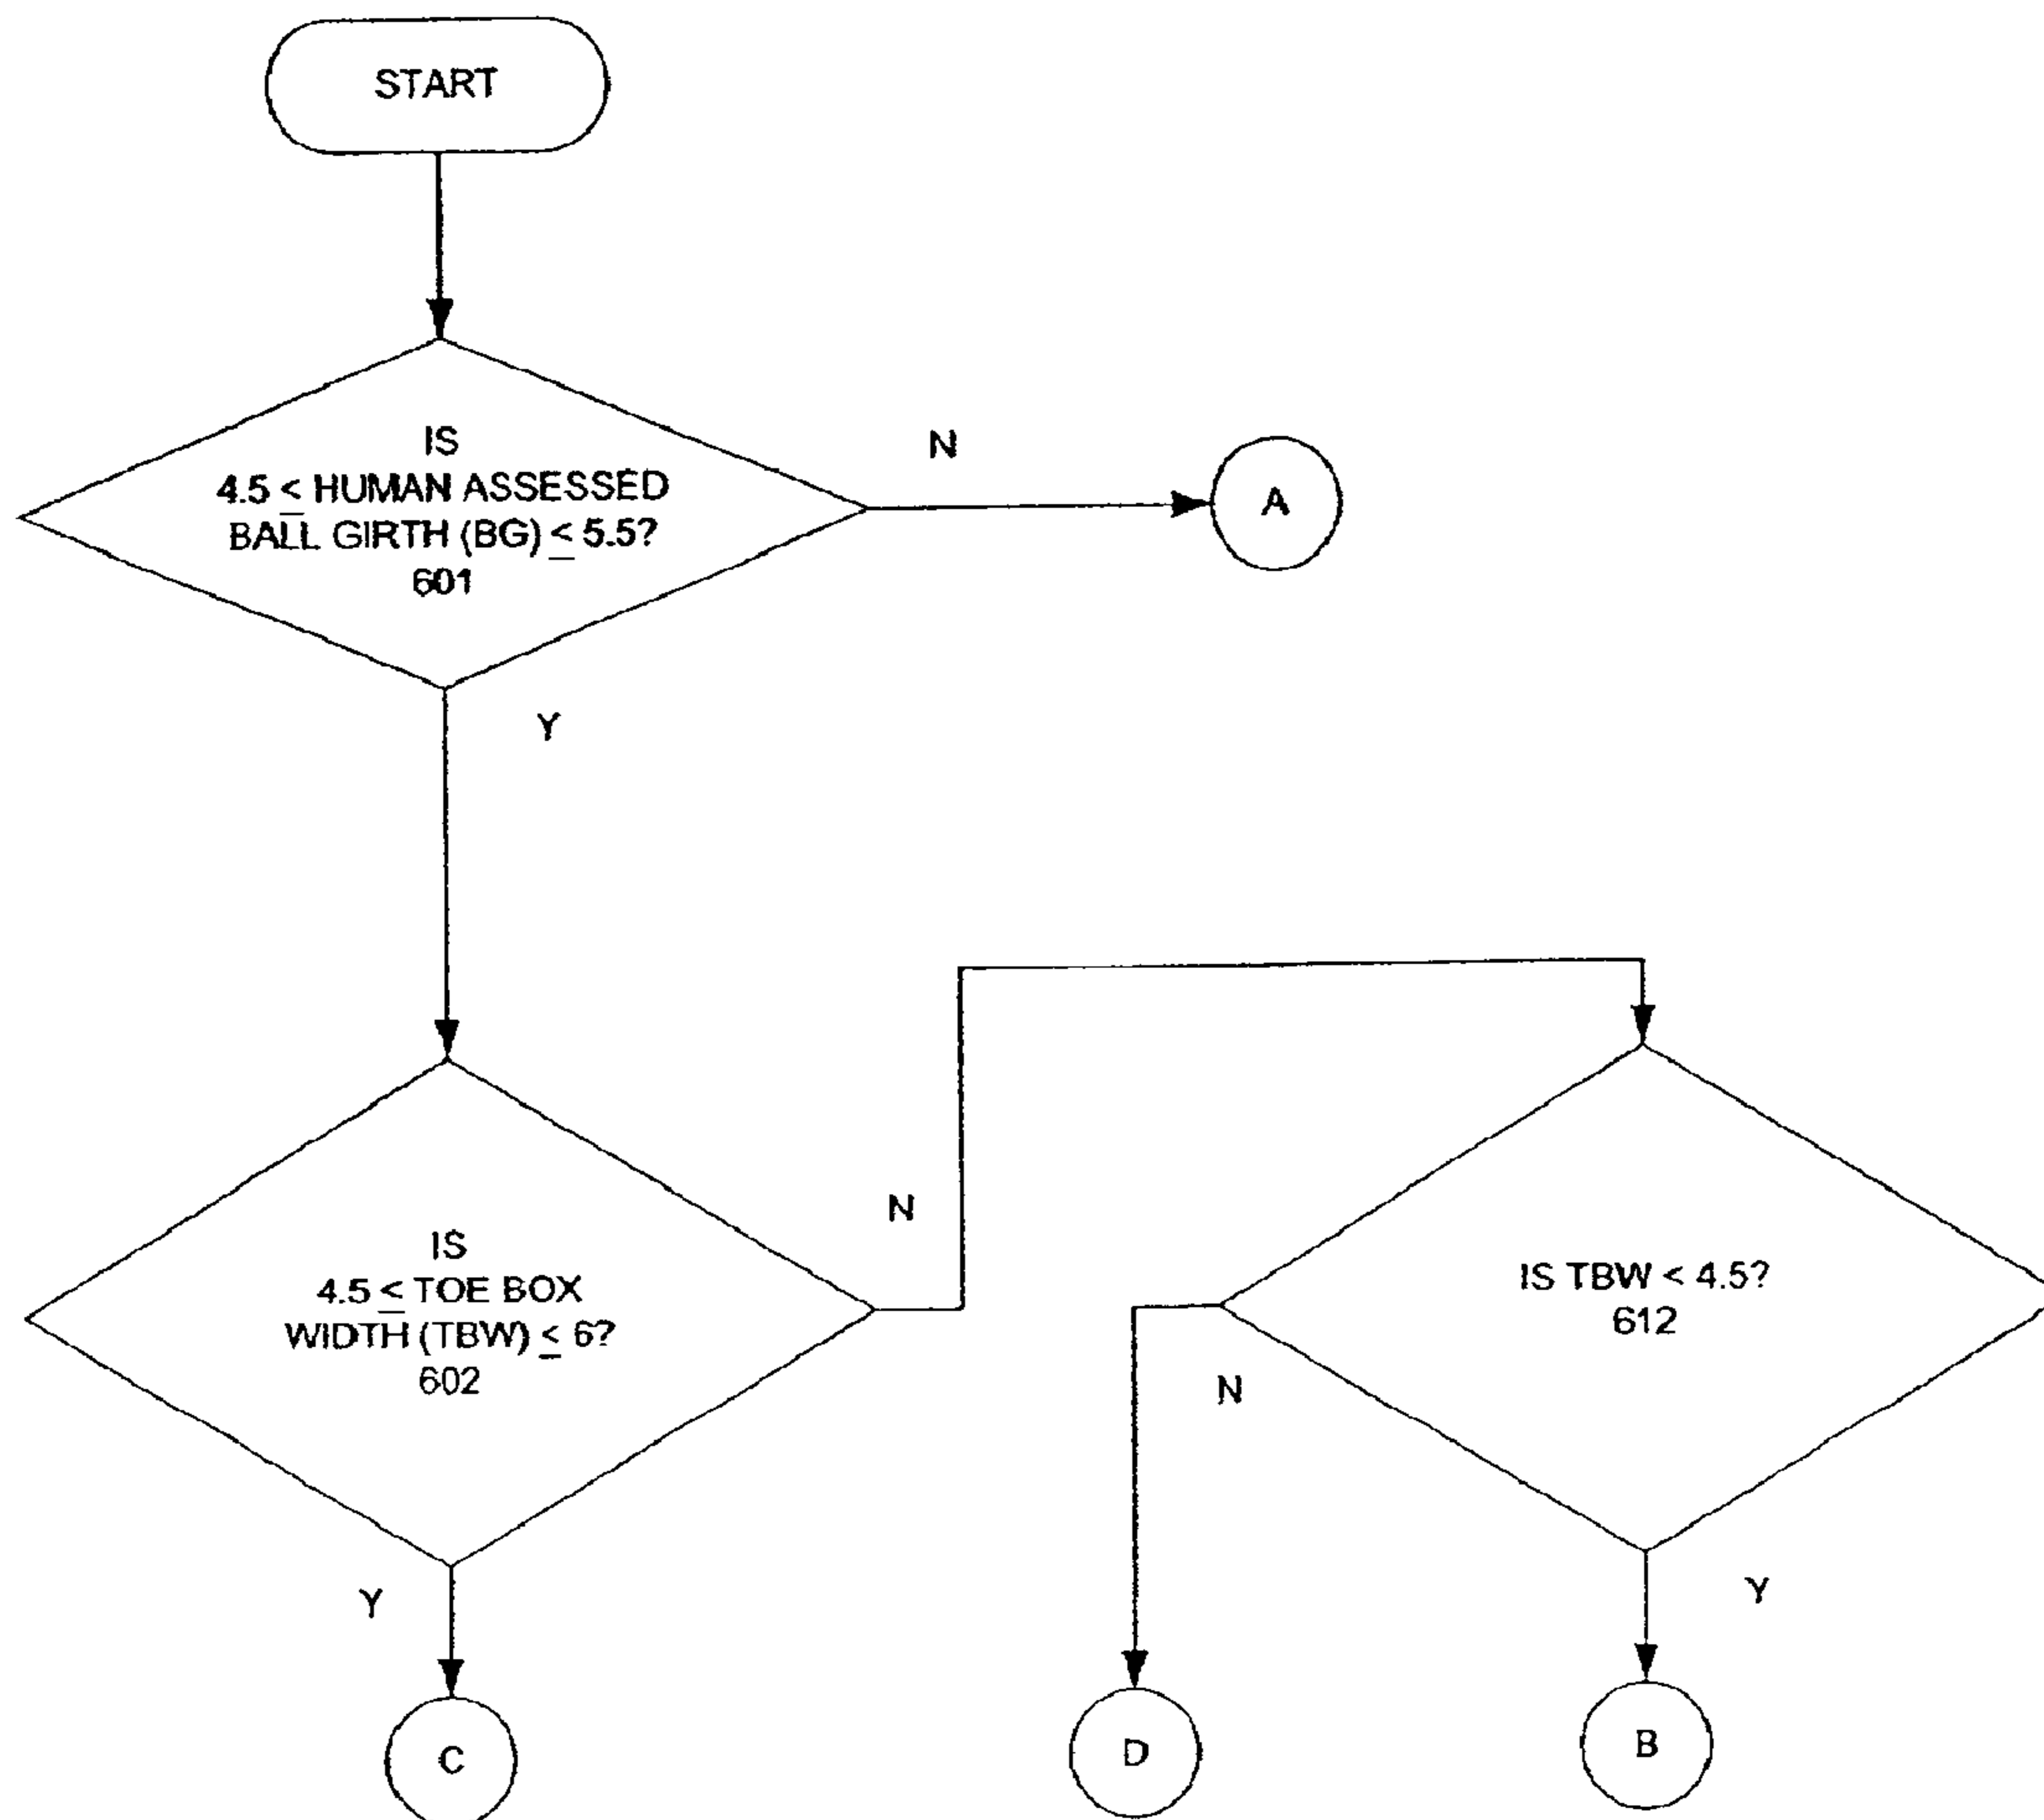 START
IS
4.5 ≤ HUMAN ASSESSED
BALL GIRTH (BG) ≤ 5.5?
601
N
A
Y
IS
4.5 ≤ TOE BOX
WIDTH (TBW) ≤ 6?
602
N
IS TBW < 4.5?
612
N
Y
Y
C
D
B